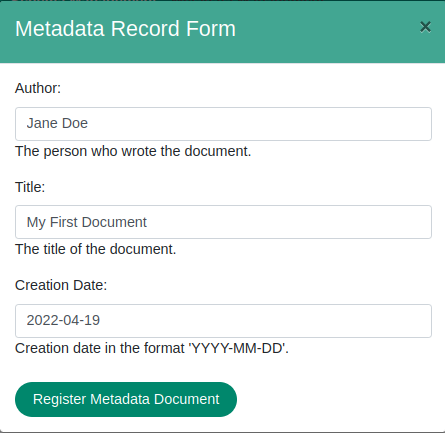 Metadata Record Form ×
Author:
Jane Doe
The person who wrote the document.
Title:
My First Document
The title of the document.
Creation Date:
2022-04-19
Creation date in the format 'YYYY-MM-DD'.
Register Metadata Document